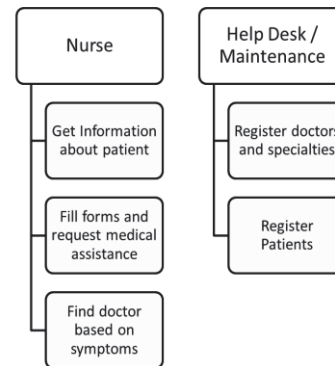 Nurse
Get Information
about patient
Fill forms and
request medical
assistance
Find doctor
based on
symptoms
Help Desk /
Maintenance
Register doctors
and specialties
Register
Patients